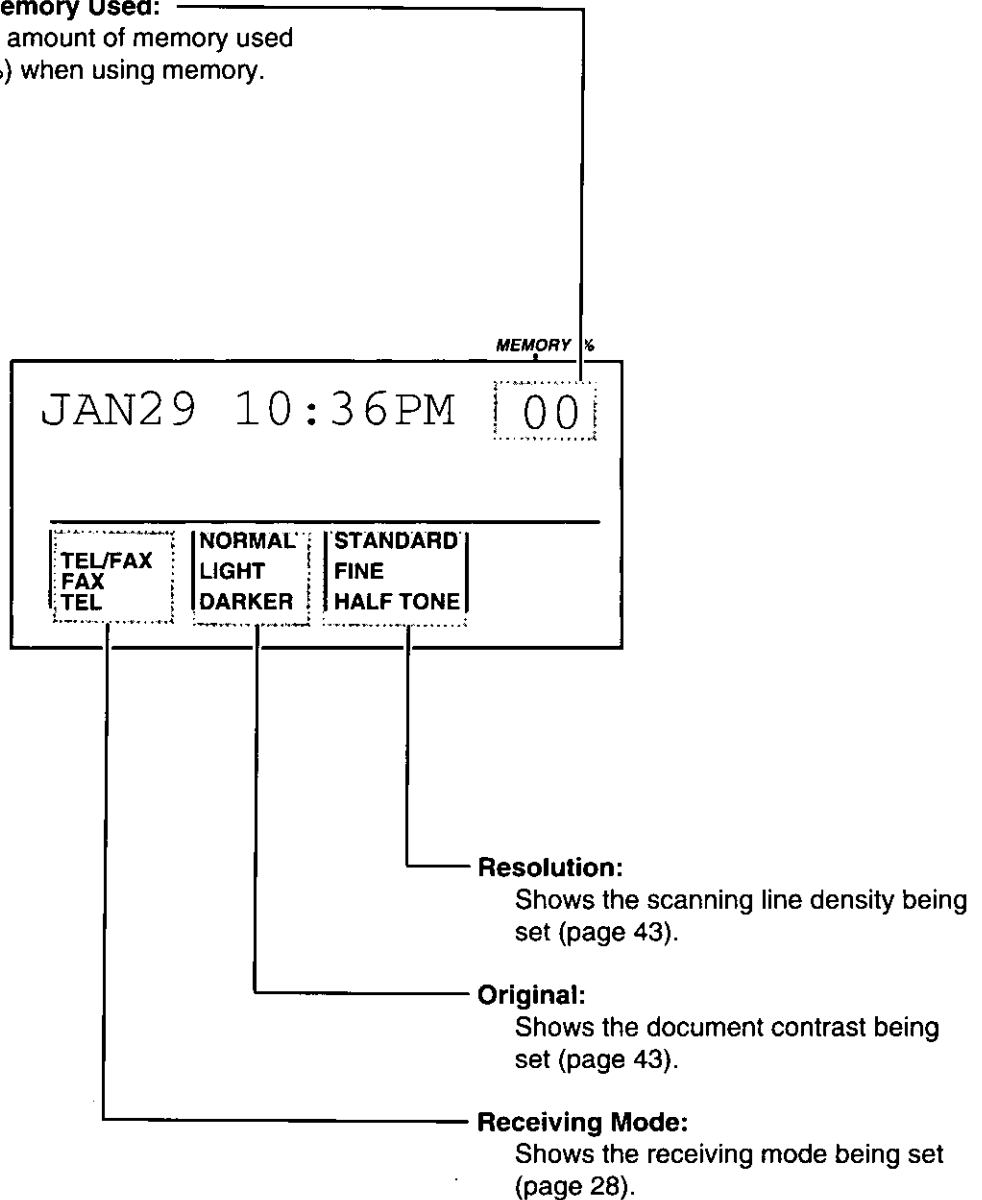 emory Used:
amount of memory used
) when using memory.
MEMORY %
JAN29 10:36PM 00
TEL/FAX
FAX
TEL
NORMAL
LIGHT
DARKER
STANDARD
FINE
HALF TONE
Resolution:
Shows the scanning line density being
set (page 43).
Original:
Shows the document contrast being
set (page 43).
Receiving Mode:
Shows the receiving mode being set
(page 28).